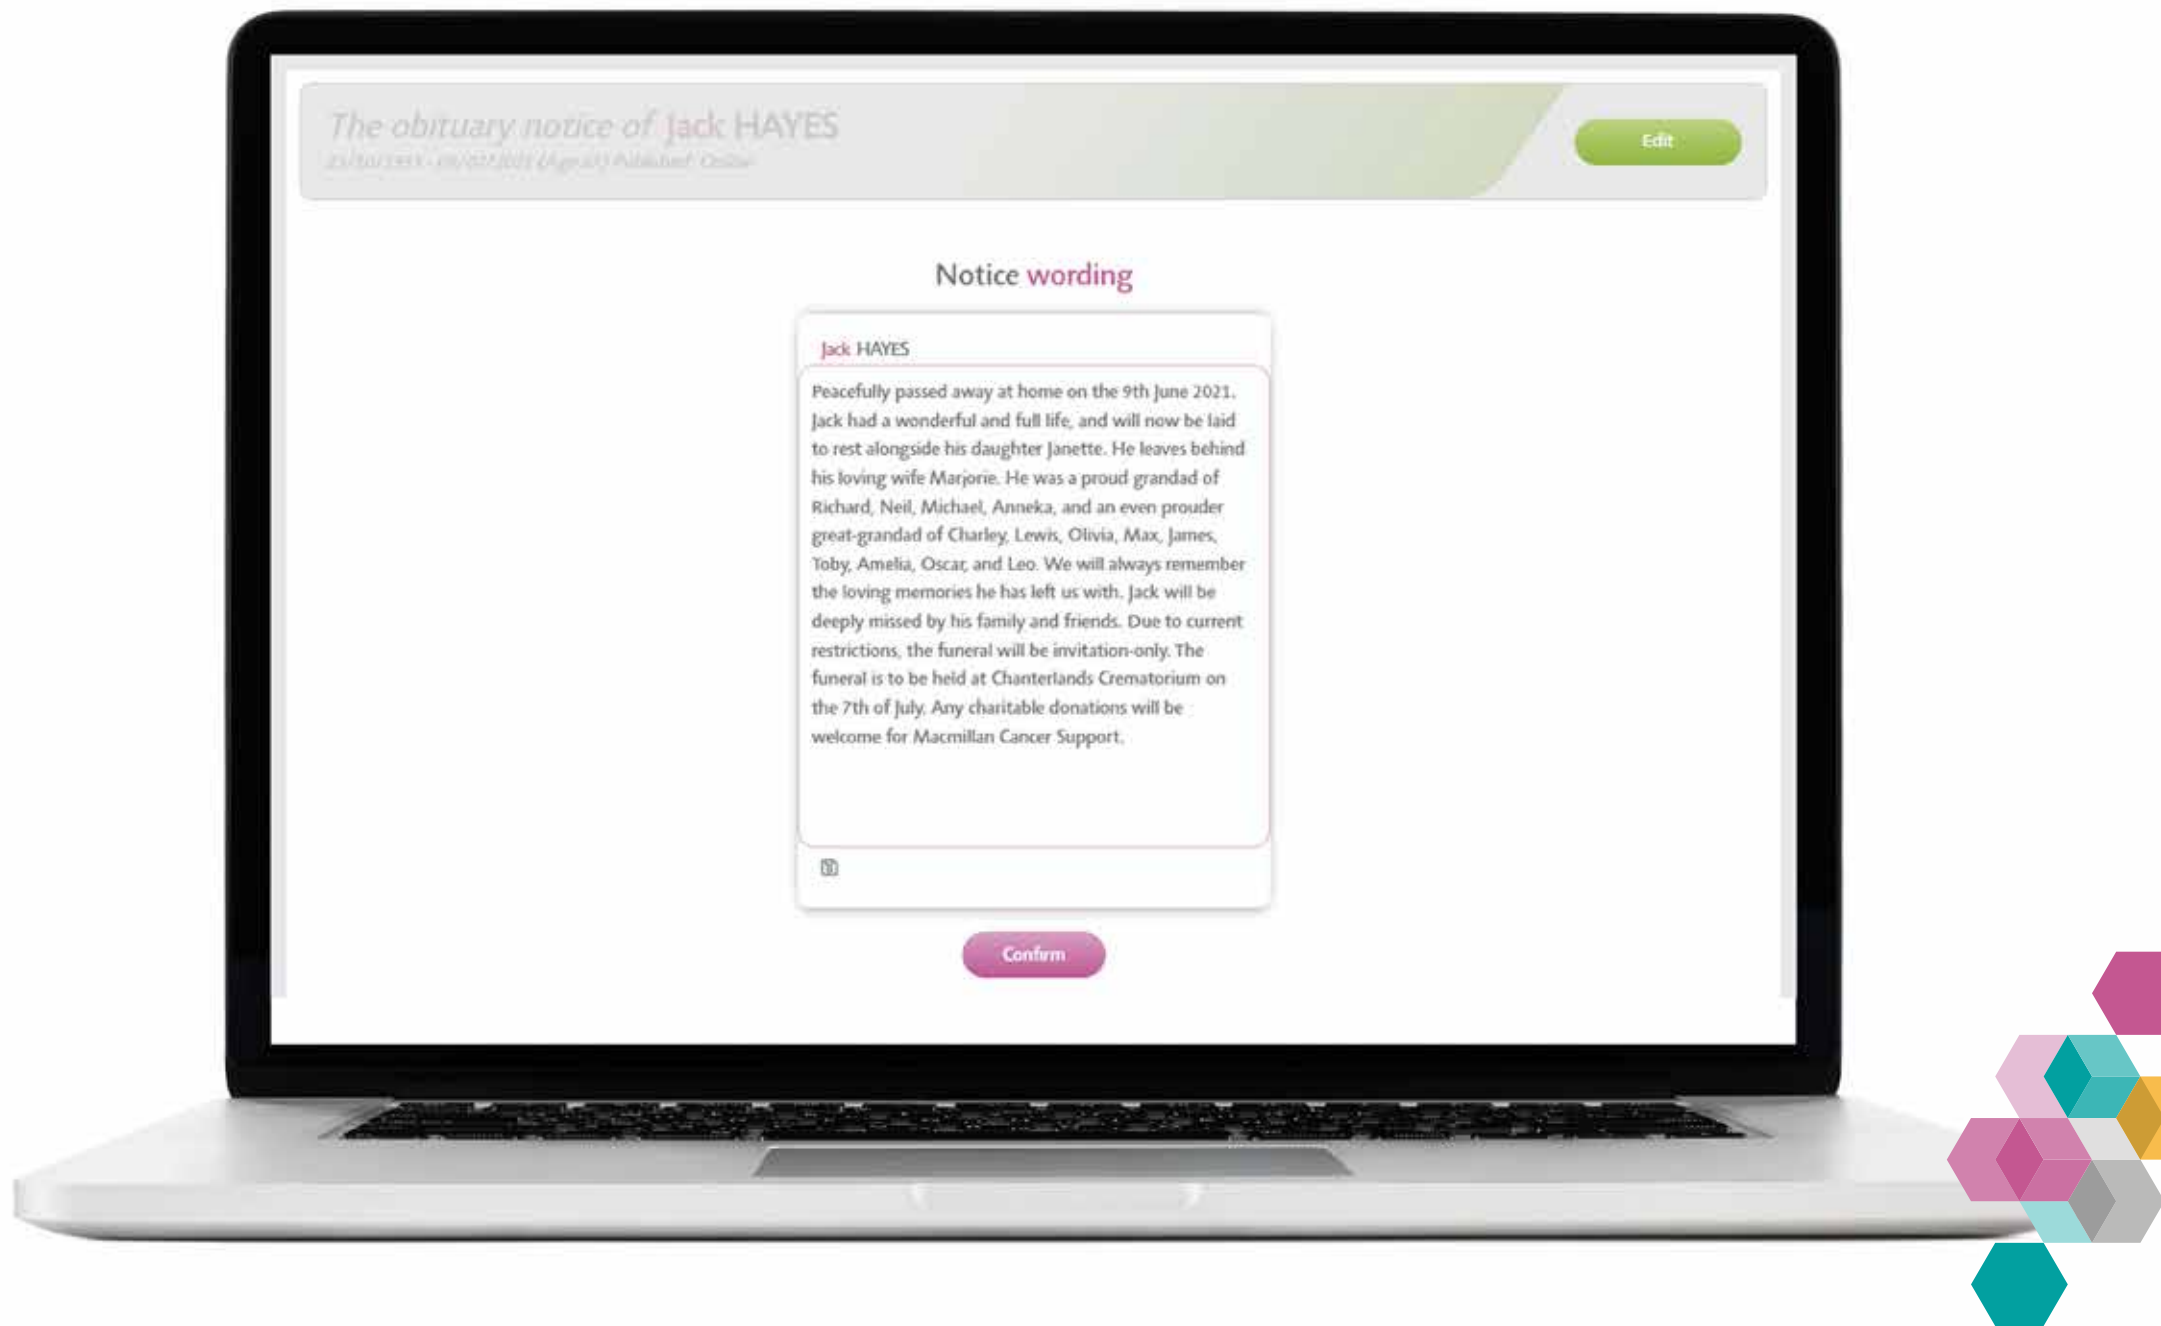 The obituary notice of Jack HAYES
Published: Online
Edit
Notice wording
Jack HAYES
Peacefully passed away at home on the 9th June 2021.
Jack had a wonderful and full life, and will now be laid
to rest alongside his daughter Janette. He leaves behind
his loving wife Marjorie. He was a proud grandad of
Richard, Neil, Michael, Anneka, and an even prouder
great-grandad of Charley, Lewis, Olivia, Max, James,
Toby, Amelia, Oscar, and Leo. We will always remember
the loving memories he has left us with. Jack will be
deeply missed by his family and friends. Due to current
restrictions, the funeral will be invitation-only. The
funeral is to be held at Chanterlands Crematorium on
the 7th of July. Any charitable donations will be
welcome for Macmillan Cancer Support.
Confirm